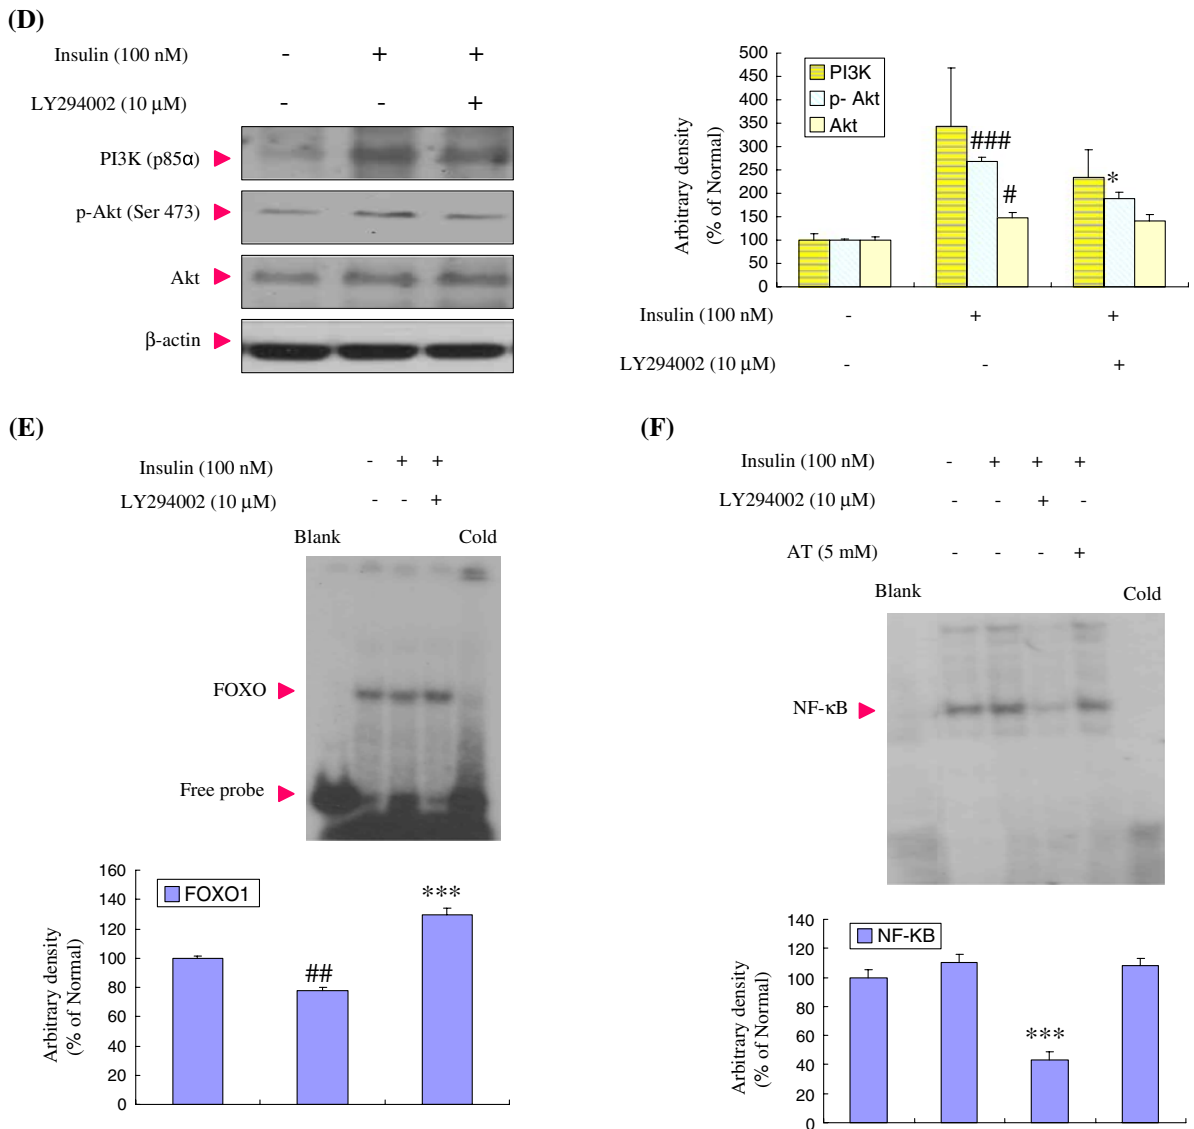 (D)
Insulin (100 nM) - + +
LY294002 (10 µM) - - +
PI3K (p85α)
p-Akt (Ser 473)
Akt
β-actin
Arbitrary density
(% of Normal)
500
450
400
350
300
250
200
150
100
50
0
PI3K
p- Akt
Akt
###
#
*
Insulin (100 nM) - + +
LY294002 (10 µM) - - +
(E)
Insulin (100 nM) - + +
LY294002 (10 µM) - - +
Blank Cold
FOXO
Free probe
Arbitrary density
(% of Normal)
160
140
120
100
80
60
40
20
0
FOXO1
##
***
(F)
Insulin (100 nM) - + + +
LY294002 (10 µM) - - + -
AT (5 mM) - - - +
Blank Cold
NF-κB
Arbitrary density
(% of Normal)
140
120
100
80
60
40
20
0
NF-KB
***